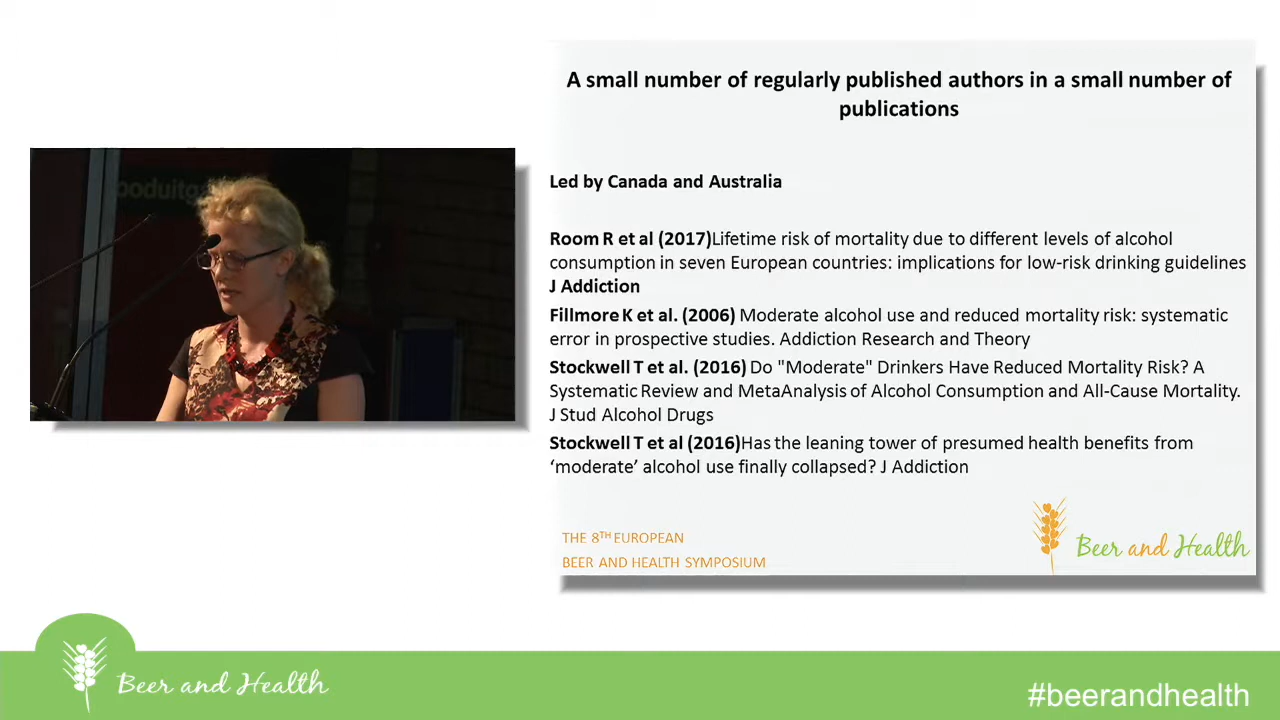 A small number of regularly published authors in a small number of
publications
Led by Canada and Australia
Room R et al (2017)Lifetime risk of mortality due to different levels of alcohol
consumption in seven European countries: implications for low-risk drinking guidelines
J Addiction
Fillmore K et al. (2006) Moderate alcohol use and reduced mortality risk: systematic
error in prospective studies. Addiction Research and Theory
Stockwell T et al. (2016) Do "Moderate" Drinkers Have Reduced Mortality Risk? A
Systematic Review and MetaAnalysis of Alcohol Consumption and All-Cause Mortality.
J Stud Alcohol Drugs
Stockwell T et al (2016)Has the leaning tower of presumed health benefits from
‘moderate’ alcohol use finally collapsed? J Addiction
THE 8TH EUROPEAN
BEER AND HEALTH SYMPOSIUM
Beer and Health
Beer and Health
#beerandhealth